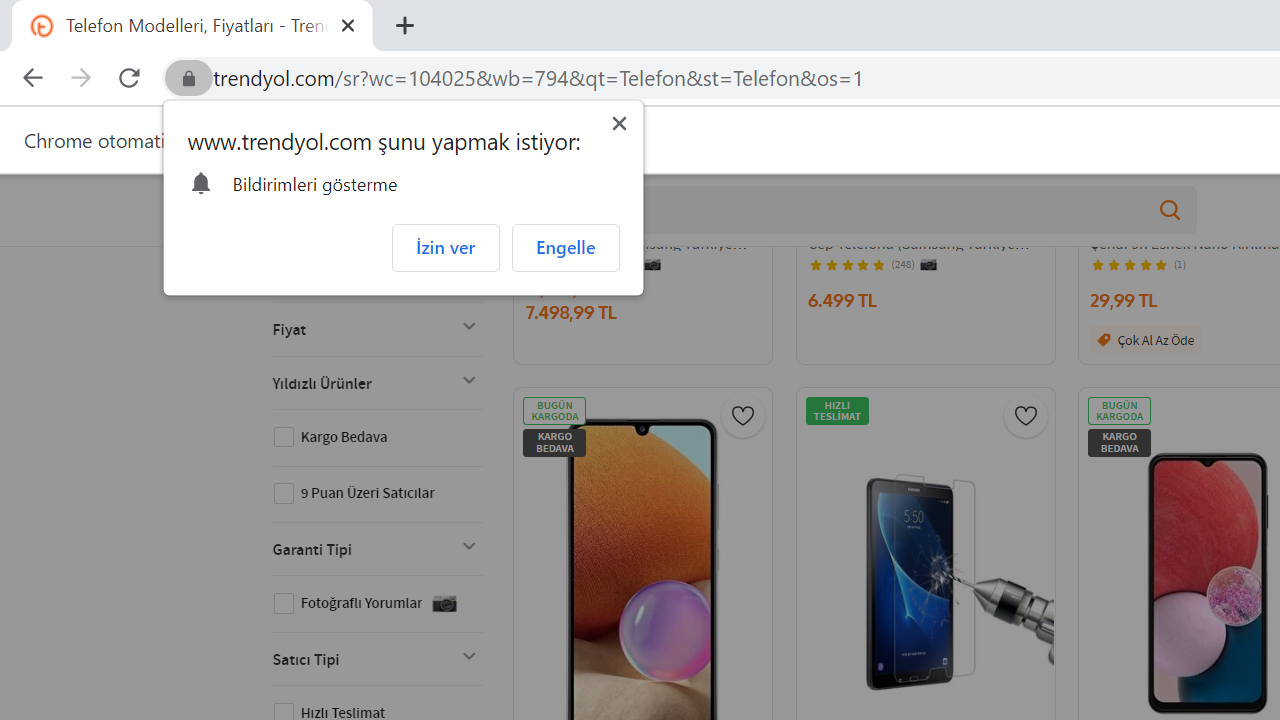 Telefon Modelleri, Fiyatları - Tren
trendyol.com/sr?wc=104025&wb=794&qt=Telefon&st=Telefon&os=1
Chrome otomati
www.trendyol.com şunu yapmak istiyor:
Bildirimleri gösterme
İzin ver
Engelle
(248)
(1)
7.498,99 TL
6.499 TL
29,99 TL
Çok Al Az Öde
Fiyat
Yıldızlı Ürünler
Kargo Bedava
9 Puan Üzeri Satıcılar
Garanti Tipi
Fotoğraflı Yorumlar
Satıcı Tipi
Hızlı Teslimat
BUGÜN
KARGODA
KARGO
BEDAVA
HIZLI
TESLİMAT
SAMSUNG
5:50
BUGÜN
KARGODA
KARGO
BEDAVA